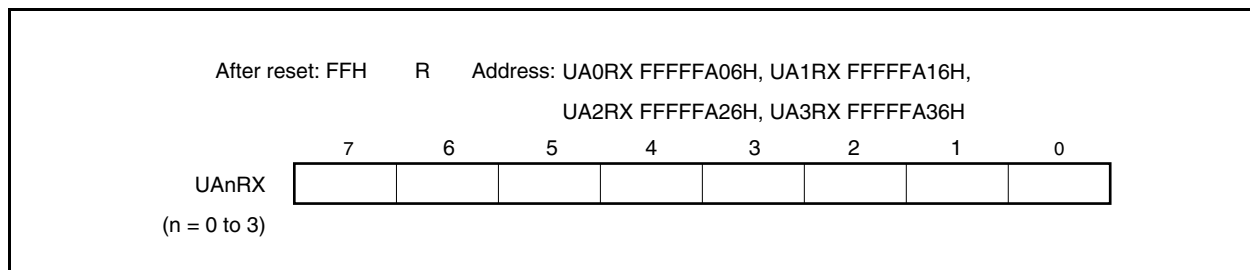 After reset: FFH R Address: UA0RX FFFFFA06H, UA1RX FFFFFA16H,
UA2RX FFFFFA26H, UA3RX FFFFFA36H
7 6 5 4 3 2 1 0
UAnRX
(n = 0 to 3)